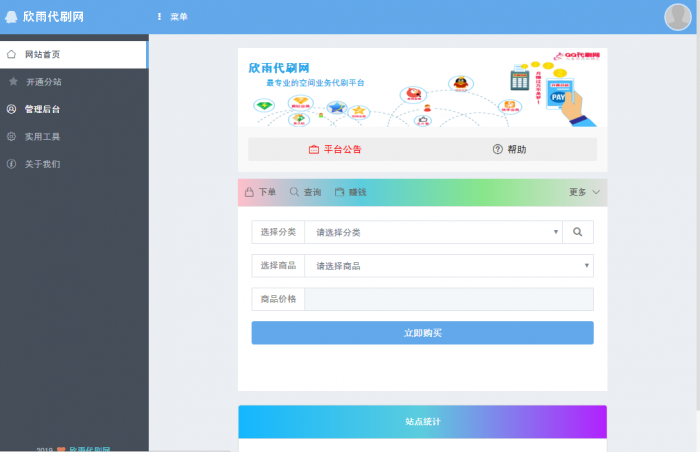 欣雨代刷网
菜单
网站首页
开通分站
管理后台
实用工具
关于我们
2019 欣雨代刷网
欣雨代刷网
最专业的空间业务代刷平台
QQ代刷网
PAY
平台公告
帮助
下单
查询
赚钱
更多
选择分类
请选择分类
选择商品
请选择商品
商品价格
立即购买
站点统计